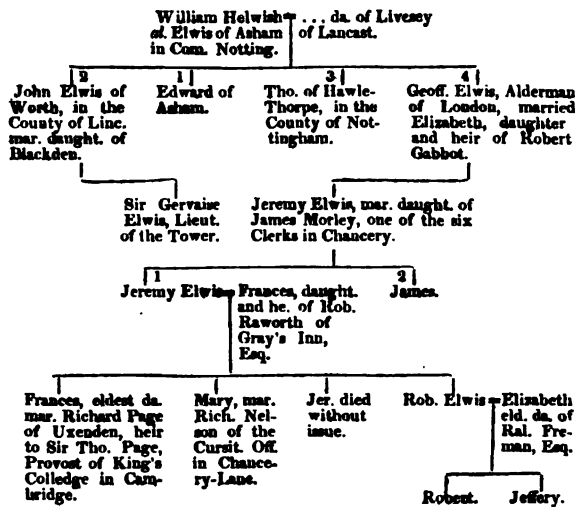 William Helwish ... da. of Livesey
al. Elwis of Asham of Lancast.
in Com. Notting.
2
John Elwis of
Worth, in the
County of Linc.
mar. daught. of
Blackden.
1
Edward of
Asham.
3
Tho. of Hawle-
Thorpe, in the
County of Not-
tingham.
4
Geoff. Elwis, Alderman
of London, married
Elizabeth, daughter
and heir of Robert
Gabbot.
Sir Gervaise
Elwis, Lieut.
of the Tower.
Jeremy Elwis, mar. daught. of
James Morley, one of the six
Clerks in Chancery.
1
Jeremy Elwis
Frances, daught.
and he. of Rob.
Raworth of
Gray's Inn,
Esq.
2
James.
Frances, eldest da.
mar. Richard Page
of Uxenden, heir
to Sir Tho. Page,
Provost of King's
Colledge in Cam-
bridge.
Mary, mar.
Rich. Nel-
son of the
Cursit. Off.
in Chance-
ry-Lane.
Jer. died
without
issue.
Rob. Elwis
Elizabeth
eld. da. of
Ral. Fre-
man, Esq.
Robert.
Jeffery.